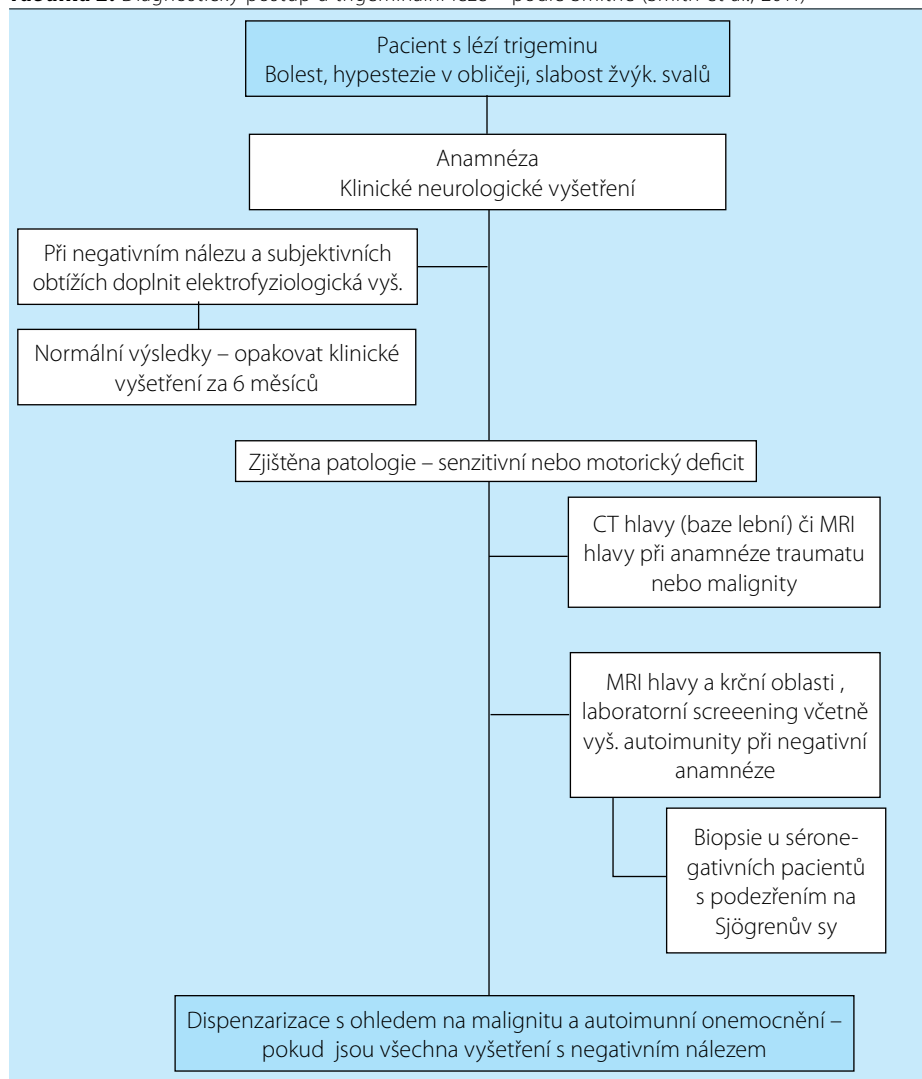 Pacient s lézí trigeminu
Bolest, hypestezie v obličeji, slabost žvýk. svalů
Anamnéza
Klinické neurologické vyšetření
Při negativním nálezu a subjektivních
obtížích doplnit elektrofyziologická vyš.
Normální výsledky – opakovat klinické
vyšetření za 6 měsíců
Zjištěna patologie – senzitivní nebo motorický deficit
CT hlavy (baze lební) či MRI
hlavy při anamnéze traumatu
nebo malignity
MRI hlavy a krční oblasti ,
laboratorní screeening včetně
vyš. autoimunity při negativní
anamnéze
Biopsie u sérone-
gativních pacientů
s podezřením na
Sjögrenův sy
Dispenzarizace s ohledem na malignitu a autoimunní onemocnění –
pokud jsou všechna vyšetření s negativním nálezem